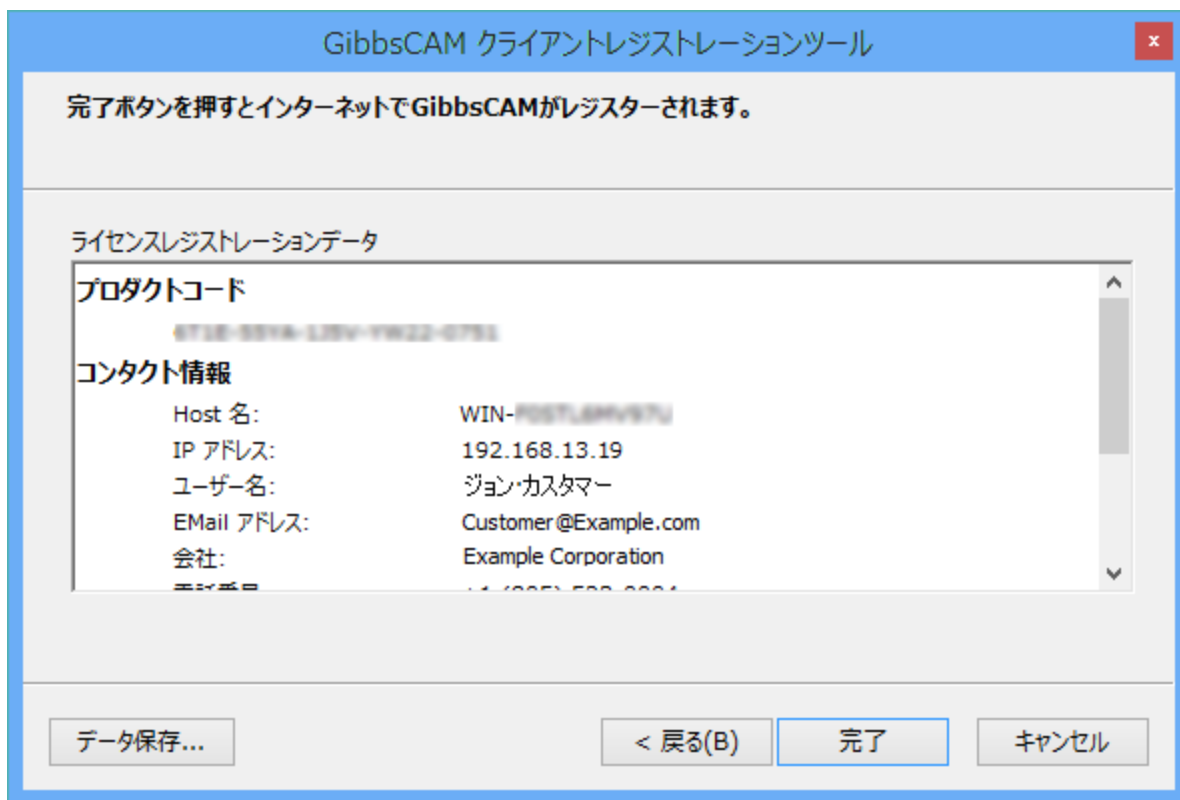 GibbsCAM クライアントレジストレーションツール
完了ボタンを押すとインターネットでGibbsCAMがレジスターされます。
ライセンスレジストレーションデータ
プロダクトコード
コンタクト情報
Host 名: WIN-
IP アドレス: 192.168.13.19
ユーザー名: ジョン・カスタマー
EMail アドレス: Customer@Example.com
会社: Example Corporation
データ保存...
< 戻る(B)
完了
キャンセル